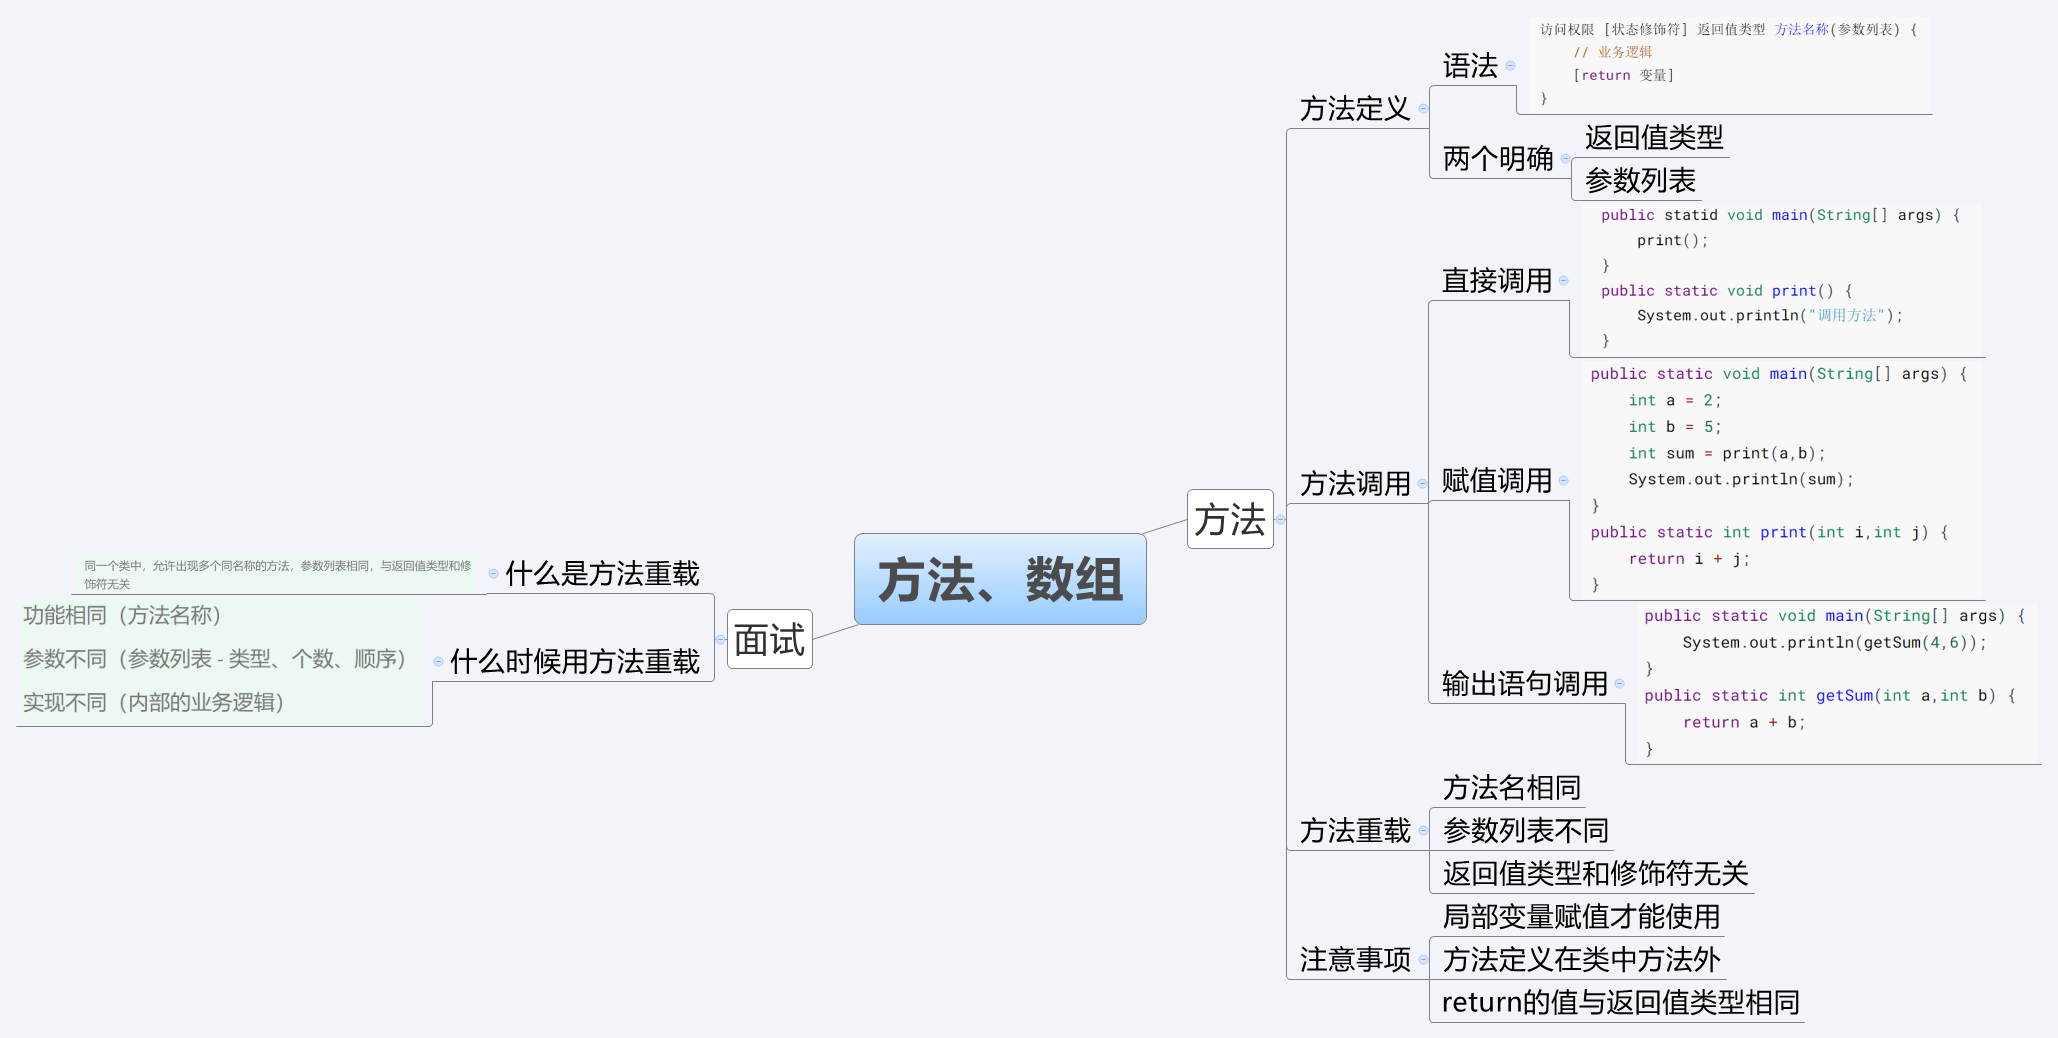 方法、数组
方法
方法定义
语法
访问权限 [状态修饰符] 返回值类型 方法名称(参数列表) {
// 业务逻辑
[return 变量]
}
两个明确
返回值类型
参数列表
方法调用
直接调用
public statid void main(String[] args) {
print();
}
public static void print() {
System.out.println("调用方法");
}
赋值调用
public static void main(String[] args) {
int a = 2;
int b = 5;
int sum = print(a,b);
System.out.println(sum);
}
public static int print(int i,int j) {
return i + j;
}
输出语句调用
public static void main(String[] args) {
System.out.println(getSum(4,6));
}
public static int getSum(int a,int b) {
return a + b;
}
方法重载
方法名相同
参数列表不同
返回值类型和修饰符无关
注意事项
局部变量赋值才能使用
方法定义在类中方法外
return的值与返回值类型相同
面试
什么是方法重载
同一个类中，允许出现多个同名称的方法，参数列表相同，与返回值类型和修
饰符无关
什么时候用方法重载
功能相同（方法名称）
参数不同（参数列表 - 类型、个数、顺序）
实现不同（内部的业务逻辑）